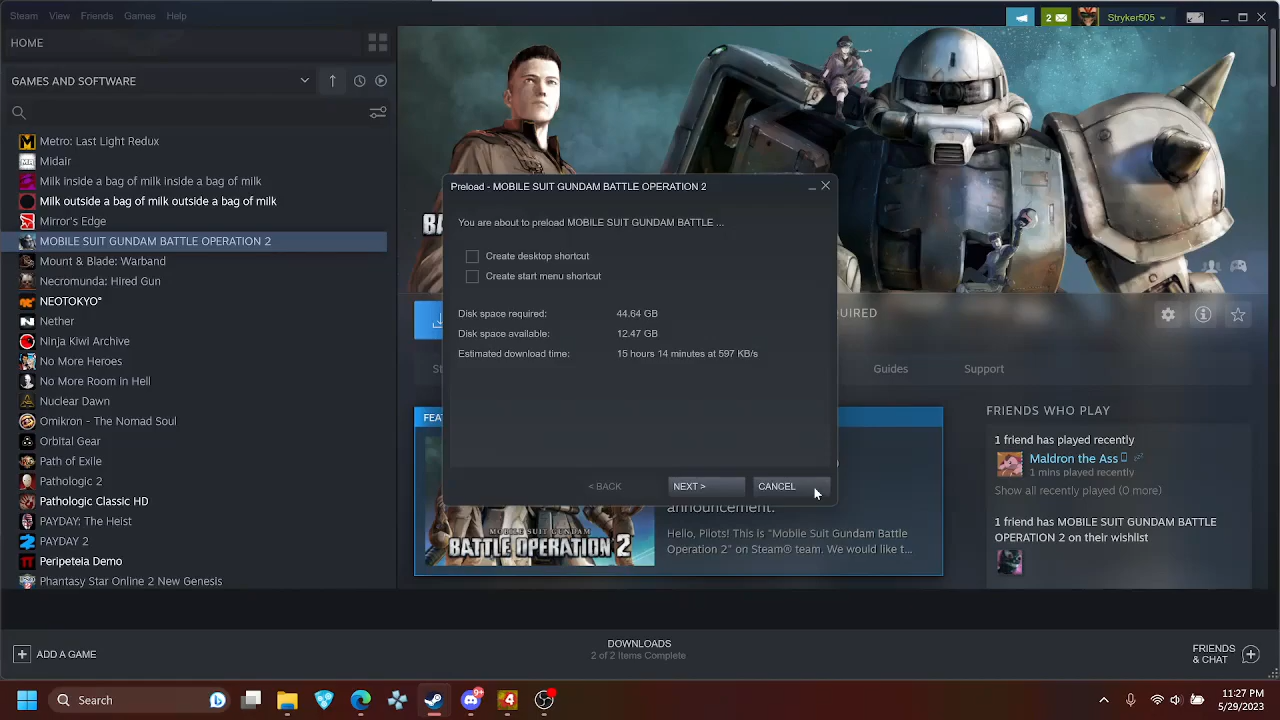 Steam View Friends Games Help
2
Stryker505
HOME
GAMES AND SOFTWARE
Metro: Last Light Redux
Midair
Milk inside a bag of milk inside a bag of milk
Milk outside a bag of milk outside a bag of milk
Mirror's Edge
MOBILE SUIT GUNDAM BATTLE OPERATION 2
Mount & Blade: Warband
Necromunda: Hired Gun
NEOTOKYO°
Nether
Ninja Kiwi Archive
No More Heroes
No More Room in Hell
Nuclear Dawn
Omikron - The Nomad Soul
Orbital Gear
Path of Exile
Pathologic 2
Pathologic Classic HD
PAYDAY: The Heist
PAYDAY 2
Peripeteia Demo
Phantasy Star Online 2 New Genesis
Preload - MOBILE SUIT GUNDAM BATTLE OPERATION 2
You are about to preload MOBILE SUIT GUNDAM BATTLE ...
Create desktop shortcut
Create start menu shortcut
Disk space required: 44.64 GB
Disk space available: 12.47 GB
Estimated download time: 15 hours 14 minutes at 597 KB/s
< BACK NEXT > CANCEL
Guides Support
MOBILE SUIT GUNDAM
BATTLE OPERATION 2
announcement.
Hello, Pilots! This is "Mobile Suit Gundam
Battle Operation 2" on Steam® team. We would like t...
FRIENDS WHO PLAY
1 friend has played recently
Maldron the Ass
1 mins played recently
Show all recently played (0 more)
1 friend has MOBILE SUIT GUNDAM BATTLE
OPERATION 2 on their wishlist
ADD A GAME
DOWNLOADS
2 of 2 Items Complete
FRIENDS
& CHAT
Search
9+
4
11:27 PM
5/29/2023